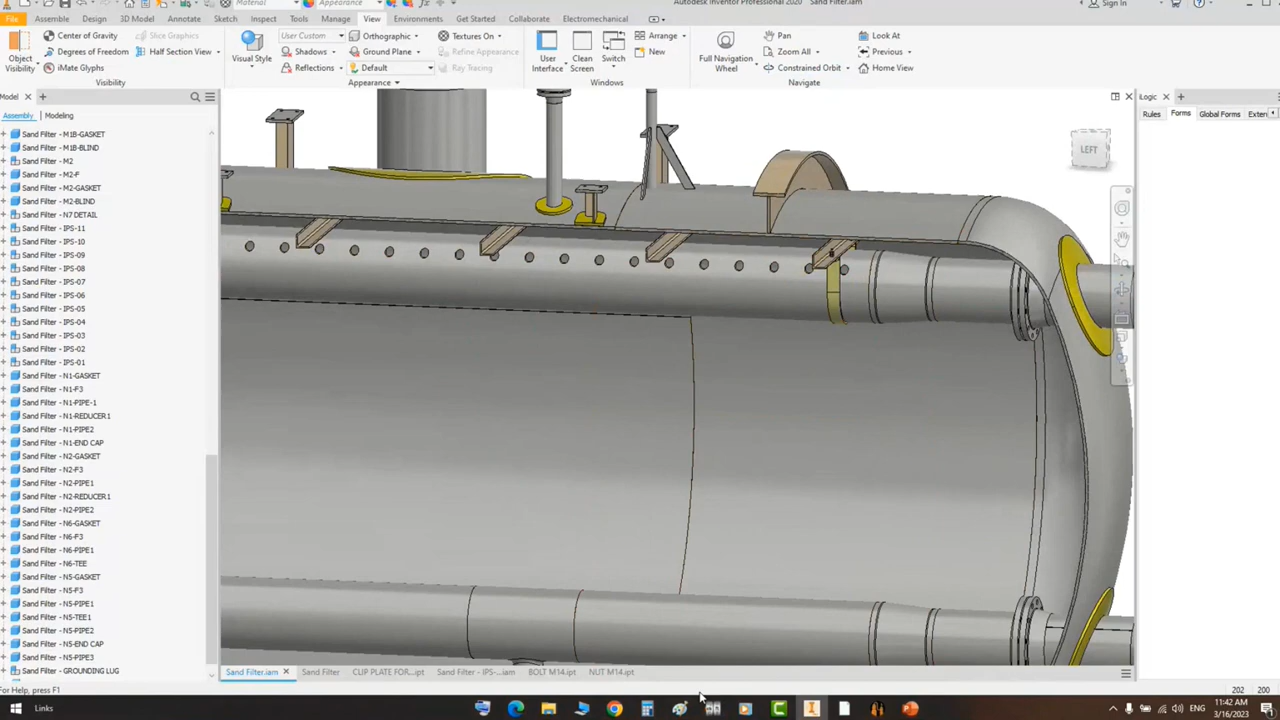 Material
Appearance
Autodesk Inventor Professional 2020 Sand Filter.iam
Sign In
File Assemble Design 3D Model Annotate Sketch Inspect Tools Manage View Environments Get Started Collaborate Electromechanical
Object Visibility
Center of Gravity
Degrees of Freedom
iMate Glyphs
Slice Graphics
Half Section View
Visibility
Visual Style
User Custom
Shadows
Reflections
Orthographic
Ground Plane
Default
Textures On
Refine Appearance
Ray Tracing
Appearance
User Interface
Clean Screen
Switch
Arrange
New
Windows
Full Navigation Wheel
Pan
Zoom All
Constrained Orbit
Look At
Previous
Home View
Navigate
Model
Assembly Modeling
iLogic
Rules Forms Global Forms Exter
LEFT
Sand Filter - M1B-GASKET
Sand Filter - M1B-BLIND
Sand Filter - M2
Sand Filter - M2-F
Sand Filter - M2-GASKET
Sand Filter - M2-BLIND
Sand Filter - N7 DETAIL
Sand Filter - IPS-11
Sand Filter - IPS-10
Sand Filter - IPS-09
Sand Filter - IPS-08
Sand Filter - IPS-07
Sand Filter - IPS-06
Sand Filter - IPS-05
Sand Filter - IPS-04
Sand Filter - IPS-03
Sand Filter - IPS-02
Sand Filter - IPS-01
Sand Filter - N1-GASKET
Sand Filter - N1-F3
Sand Filter - N1-PIPE-1
Sand Filter - N1-REDUCER1
Sand Filter - N1-PIPE2
Sand Filter - N1-END CAP
Sand Filter - N2-GASKET
Sand Filter - N2-F3
Sand Filter - N2-PIPE1
Sand Filter - N2-REDUCER1
Sand Filter - N2-PIPE2
Sand Filter - N6-GASKET
Sand Filter - N6-F3
Sand Filter - N6-PIPE1
Sand Filter - N6-TEE
Sand Filter - N5-GASKET
Sand Filter - N5-F3
Sand Filter - N5-PIPE1
Sand Filter - N5-TEE1
Sand Filter - N5-PIPE2
Sand Filter - N5-END CAP
Sand Filter - N5-PIPE3
Sand Filter - GROUNDING LUG
Sand Filter.iam Sand Filter CLIP PLATE FOR...ipt Sand Filter - IPS-...iam BOLT M14.ipt NUT M14.ipt
For Help, press F1
202 200
Links
ENG
11:42 AM
3/16/2023